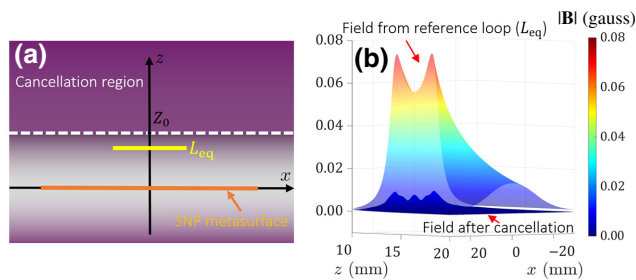 (a)
z
Cancellation region
Z₀
L_eq
x
SNP metasurface
|B| (gauss)
Field from reference loop (L_eq)
(b)
0.08
0.06
0.04
0.02
0.00
Field after cancellation
10
15
20
20
0
−20
z (mm)
x (mm)
0.08
0.06
0.04
0.02
0.00